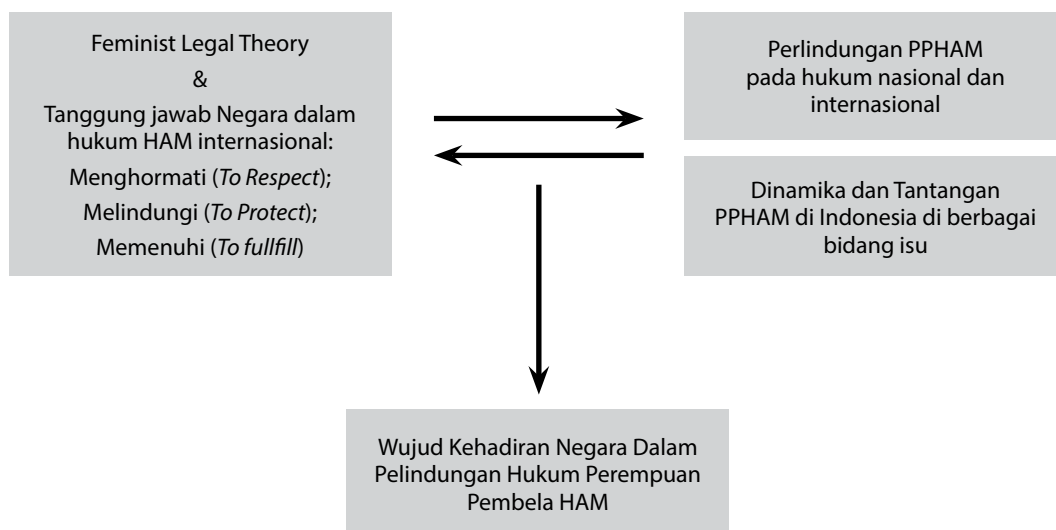 Feminist Legal Theory
&
Tanggung jawab Negara dalam
hukum HAM internasional:
Menghormati (To Respect);
Melindungi (To Protect);
Memenuhi (To fullfill)
Perlindungan PPHAM
pada hukum nasional dan
internasional
Dinamika dan Tantangan
PPHAM di Indonesia di berbagai
bidang isu
Wujud Kehadiran Negara Dalam
Pelindungan Hukum Perempuan
Pembela HAM